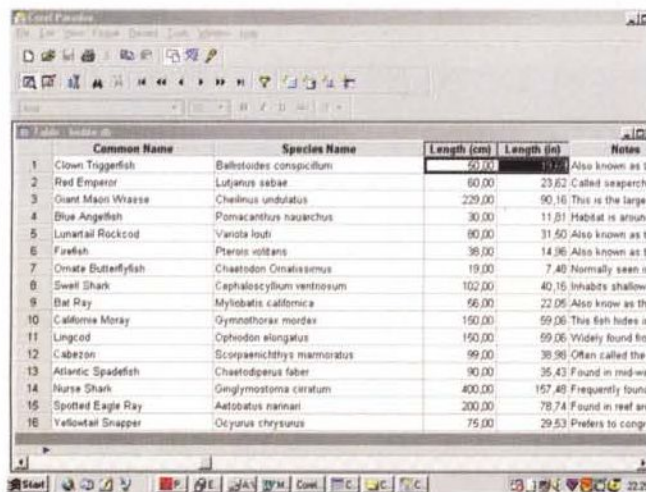 Corel Paradox
Common Name Species Name Length (cm) Length (in) Notes
1 Clown Triggerfish Ballistoides conspicillum 50,00 Also known as t
2 Red Emperor Lutjanus sebae 60,00 23,62 Called seaperch
3 Giant Maori Wrasse Cheilinus undulatus 229,00 90,16 This is the large
4 Blue Angelfish Pomacanthus nauarchus 30,00 11,81 Habitat is aroun
5 Lunartail Rockcod Variola louti 80,00 31,50 Also known as t
6 Firefish Pterois volitans 38,00 14,96 Also known as t
7 Ornate Butterflyfish Chaetodon Ornatissimus 19,00 7,48 Normally seen i
8 Swell Shark Cephaloscyllium ventriosum 102,00 40,16 Inhabits shallow
9 Bat Ray Myliobatis californica 56,00 22,05 Also know as th
10 California Moray Gymnothorax mordax 150,00 59,06 This fish hides
11 Lingcod Ophiodon elongatus 150,00 59,06 Widely found fro
12 Cabezon Scorpaenichthys marmoratus 99,00 38,98 Often called the
13 Atlantic Spadefish Chaetodiperus faber 90,00 35,43 Found in mid-wa
14 Nurse Shark Ginglymostoma cirratum 400,00 157,48 Frequently foun
15 Spotted Eagle Ray Aetobatus narinari 200,00 78,74 Found in reef an
16 Yellowtail Snapper Ocyurus chrysurus 75,00 29,53 Prefers to congr
Start